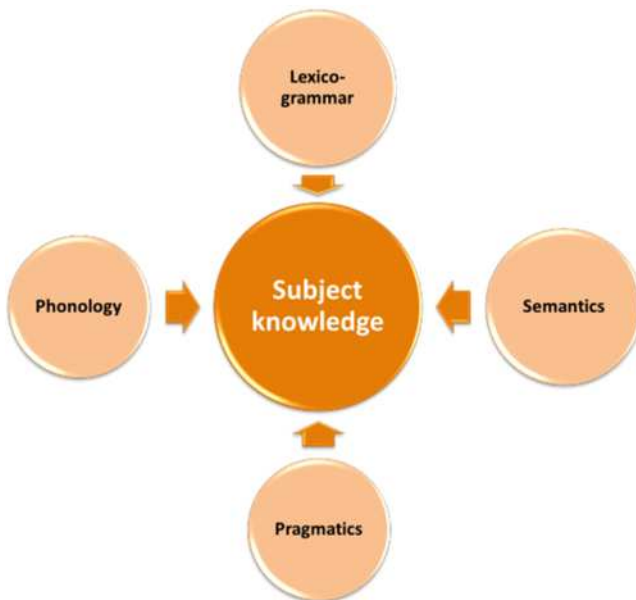 Lexico-
grammar
Phonology
Subject
knowledge
Semantics
Pragmatics